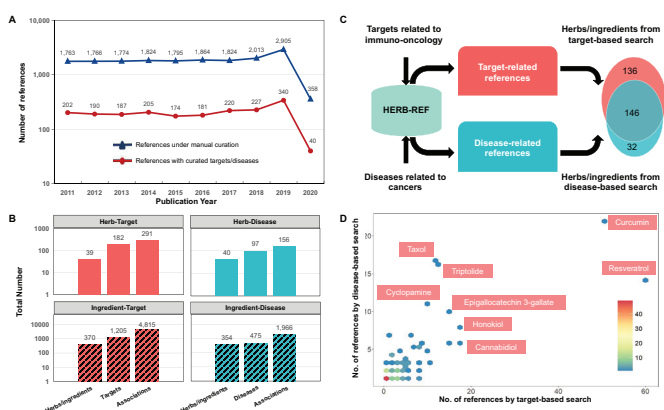 A
Number of references
10,000
1,000
100
10
1,763 1,766 1,774 1,824 1,795 1,864 1,824 2,013 2,905 358
202 190 187 205 174 181 220 227 340 40
References under manual curation
References with curated targets/diseases
2011 2012 2013 2014 2015 2016 2017 2018 2019 2020
Publication Year
C
Targets related to
immuno-oncology
HERB-REF
Diseases related to
cancers
Target-related
references
Disease-related
references
Herbs/ingredients from
target-based search
136
146
32
Herbs/ingredients from
disease-based search
B
Total Number
Herb-Target
1000
100
10
1
39 182 291
Herb-Disease
40 97 156
Ingredient-Target
10000
1000
100
10
1
370 1,205 4,815
Herbs/ingredients Targets Associations
Ingredient-Disease
354 475 1,966
Herbs/ingredients Diseases Associations
D
No. of references by disease-based search
20
15
10
5
0
Curcumin
Taxol
Triptolide
Resveratrol
Cyclopamine
Epigallocatechin 3-gallate
Honokiol
Cannabidiol
40
30
20
10
0 20 40 60
No. of references by target-based search